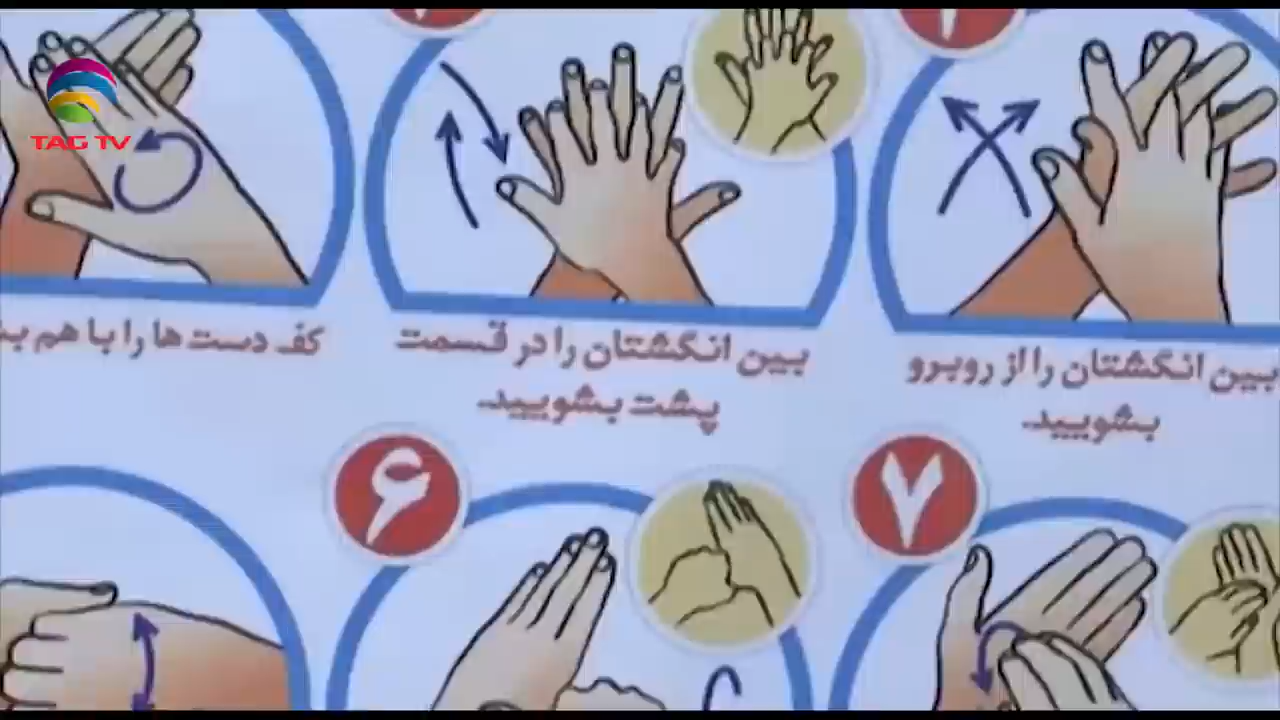 TAG TV
کف دست ها را با هم
بین انگشتان را در قسمت
پشت بشویید.
بین انگشتان را از روبرو
بشویید.
۶
۷